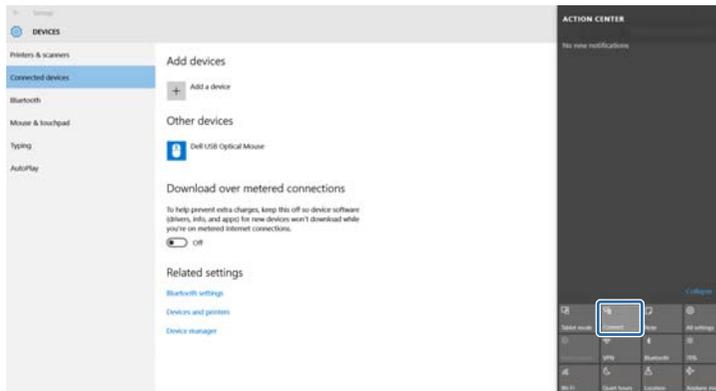 Settings
DEVICES
Printers & scanners
Connected devices
Bluetooth
Mouse & touchpad
Typing
AutoPlay
Add devices
Add a device
Other devices
Dell USB Optical Mouse
Download over metered connections
To help prevent extra charges, keep this off so device software
(drivers, info, and apps) for new devices won't download while
you're on metered Internet connections.
Off
Related settings
Bluetooth settings
Devices and printers
Device manager
ACTION CENTER
No new notifications
Collapse
Tablet mode
Connect
Note
All settings
VPN
Bluetooth
70%
Wi-Fi
Quiet hours
Location
Airplane mo